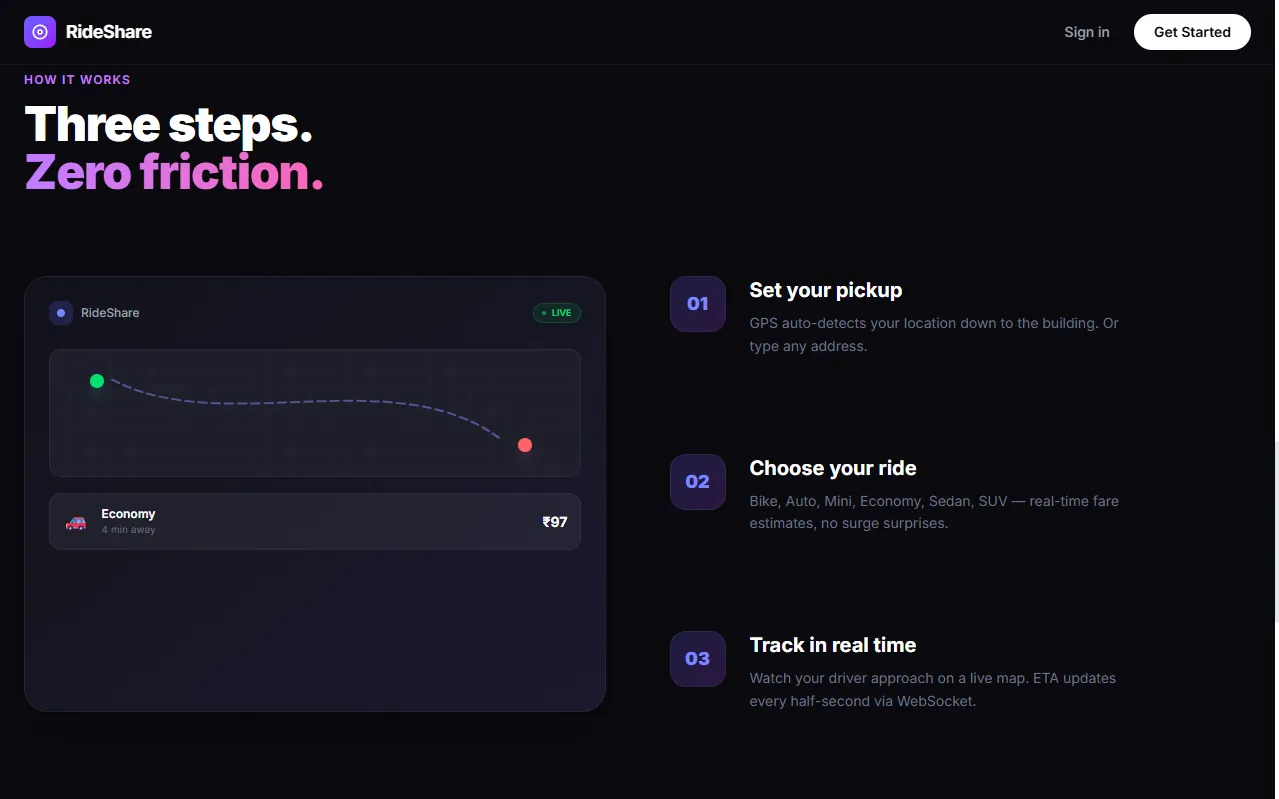 RideShare
Sign in
Get Started
HOW IT WORKS
Three steps.
Zero friction.
RideShare
LIVE
Economy
4 min away
₹97
01
Set your pickup
GPS auto-detects your location down to the building. Or
type any address.
02
Choose your ride
Bike, Auto, Mini, Economy, Sedan, SUV — real-time fare
estimates, no surge surprises.
03
Track in real time
Watch your driver approach on a live map. ETA updates
every half-second via WebSocket.